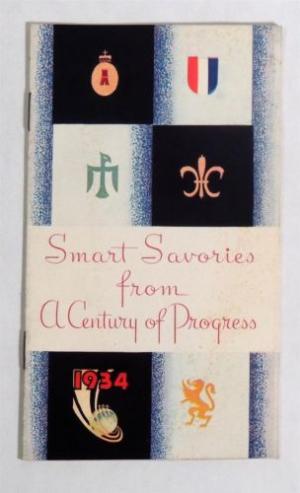 Smart Savories
from
A Century of Progress
1934